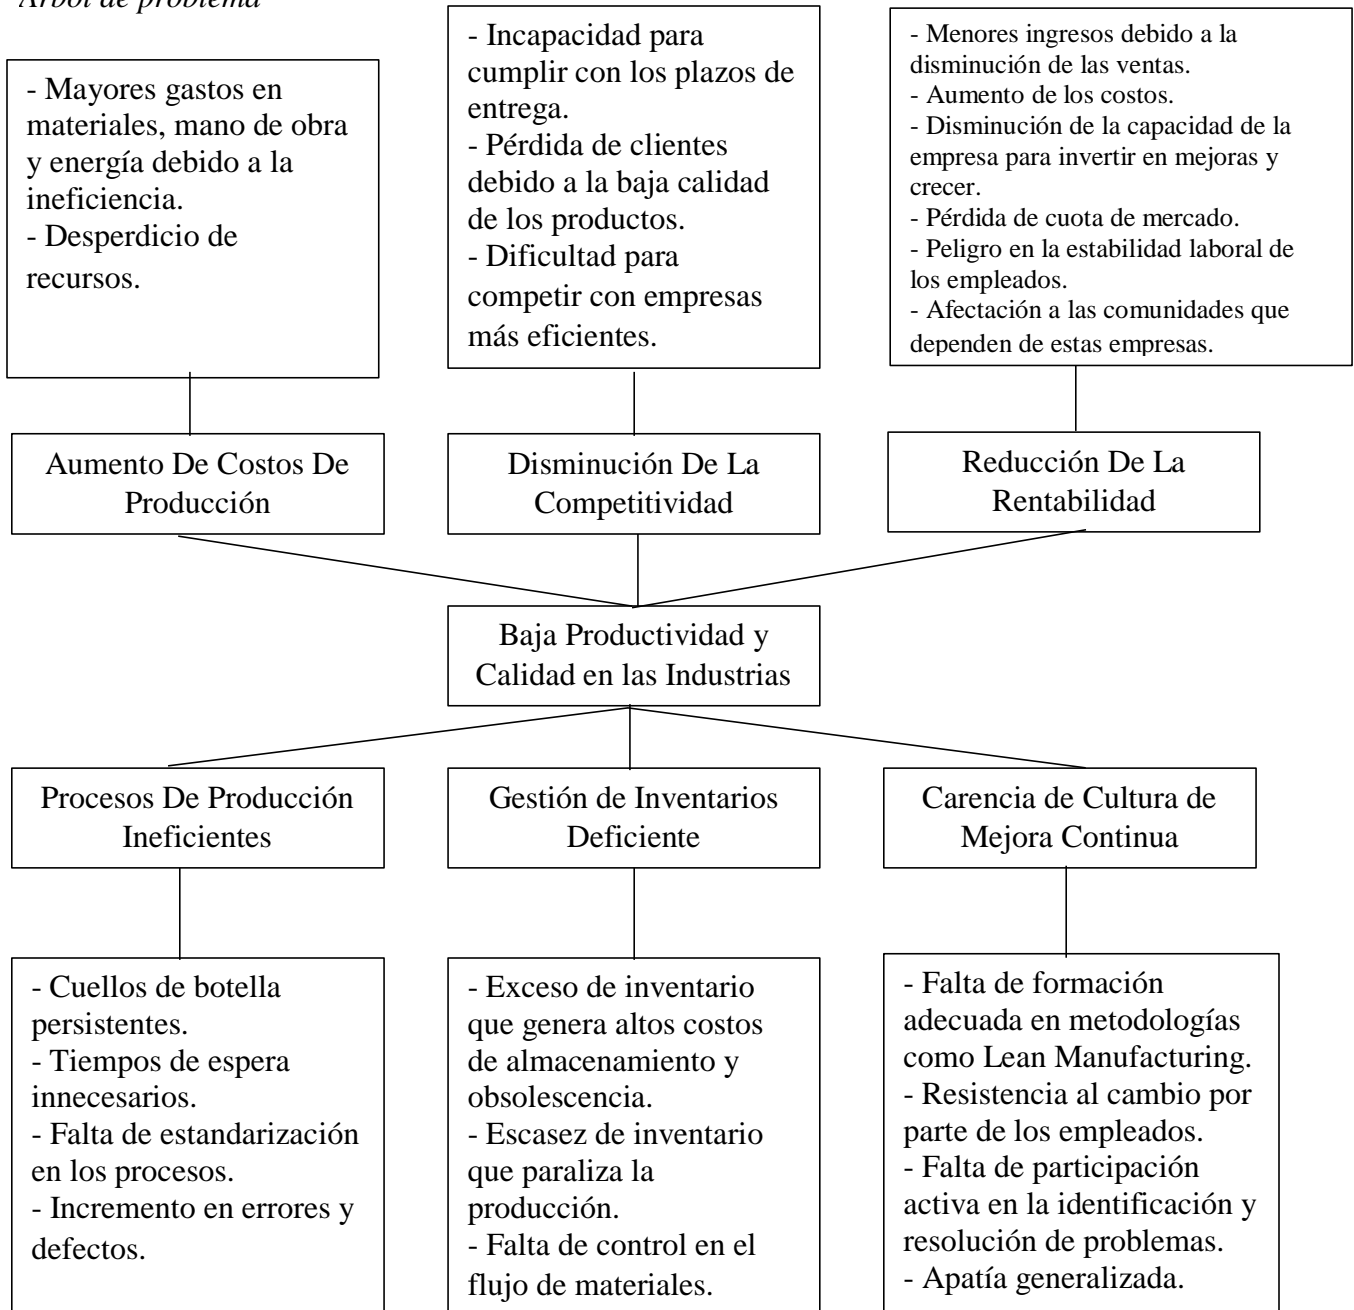 Árbol de problema
- Mayores gastos en
materiales, mano de obra
y energía debido a la
ineficiencia.
- Desperdicio de
recursos.
- Incapacidad para
cumplir con los plazos de
entrega.
- Pérdida de clientes
debido a la baja calidad
de los productos.
- Dificultad para
competir con empresas
más eficientes.
- Menores ingresos debido a la
disminución de las ventas.
- Aumento de los costos.
- Disminución de la capacidad de la
empresa para invertir en mejoras y
crecer.
- Pérdida de cuota de mercado.
- Peligro en la estabilidad laboral de
los empleados.
- Afectación a las comunidades que
dependen de estas empresas.
Aumento De Costos De
Producción
Disminución De La
Competitividad
Reducción De La
Rentabilidad
Baja Productividad y
Calidad en las Industrias
Procesos De Producción
Ineficientes
Gestión de Inventarios
Deficiente
Carencia de Cultura de
Mejora Continua
- Cuellos de botella
persistentes.
- Tiempos de espera
innecesarios.
- Falta de estandarización
en los procesos.
- Incremento en errores y
defectos.
- Exceso de inventario
que genera altos costos
de almacenamiento y
obsolescencia.
- Escasez de inventario
que paraliza la
producción.
- Falta de control en el
flujo de materiales.
- Falta de formación
adecuada en metodologías
como Lean Manufacturing.
- Resistencia al cambio por
parte de los empleados.
- Falta de participación
activa en la identificación y
resolución de problemas.
- Apatía generalizada.